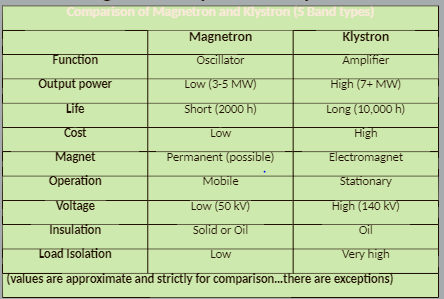 Comparison of Magnetron and Klystron (S Band types)
Magnetron Klystron
Function Oscillator Amplifier
Output power Low (3-5 MW) High (7+ MW)
Life Short (2000 h) Long (10,000 h)
Cost Low High
Magnet Permanent (possible) Electromagnet
Operation Mobile Stationary
Voltage Low (50 kV) High (140 kV)
Insulation Solid or Oil Oil
Load Isolation Low Very high
(values are approximate and strictly for comparison...there are exceptions)